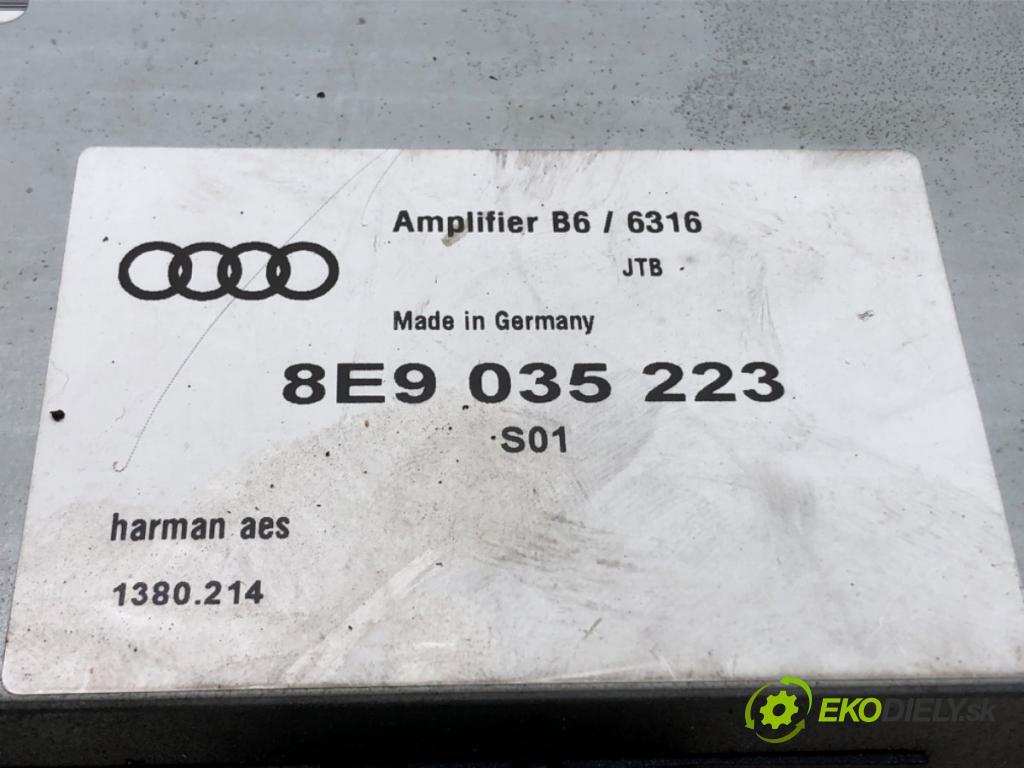 Amplifier B6 / 6316
JTB
Made in Germany
8E9 035 223
S01
harman aes
1380.214
EKODIELY.sk